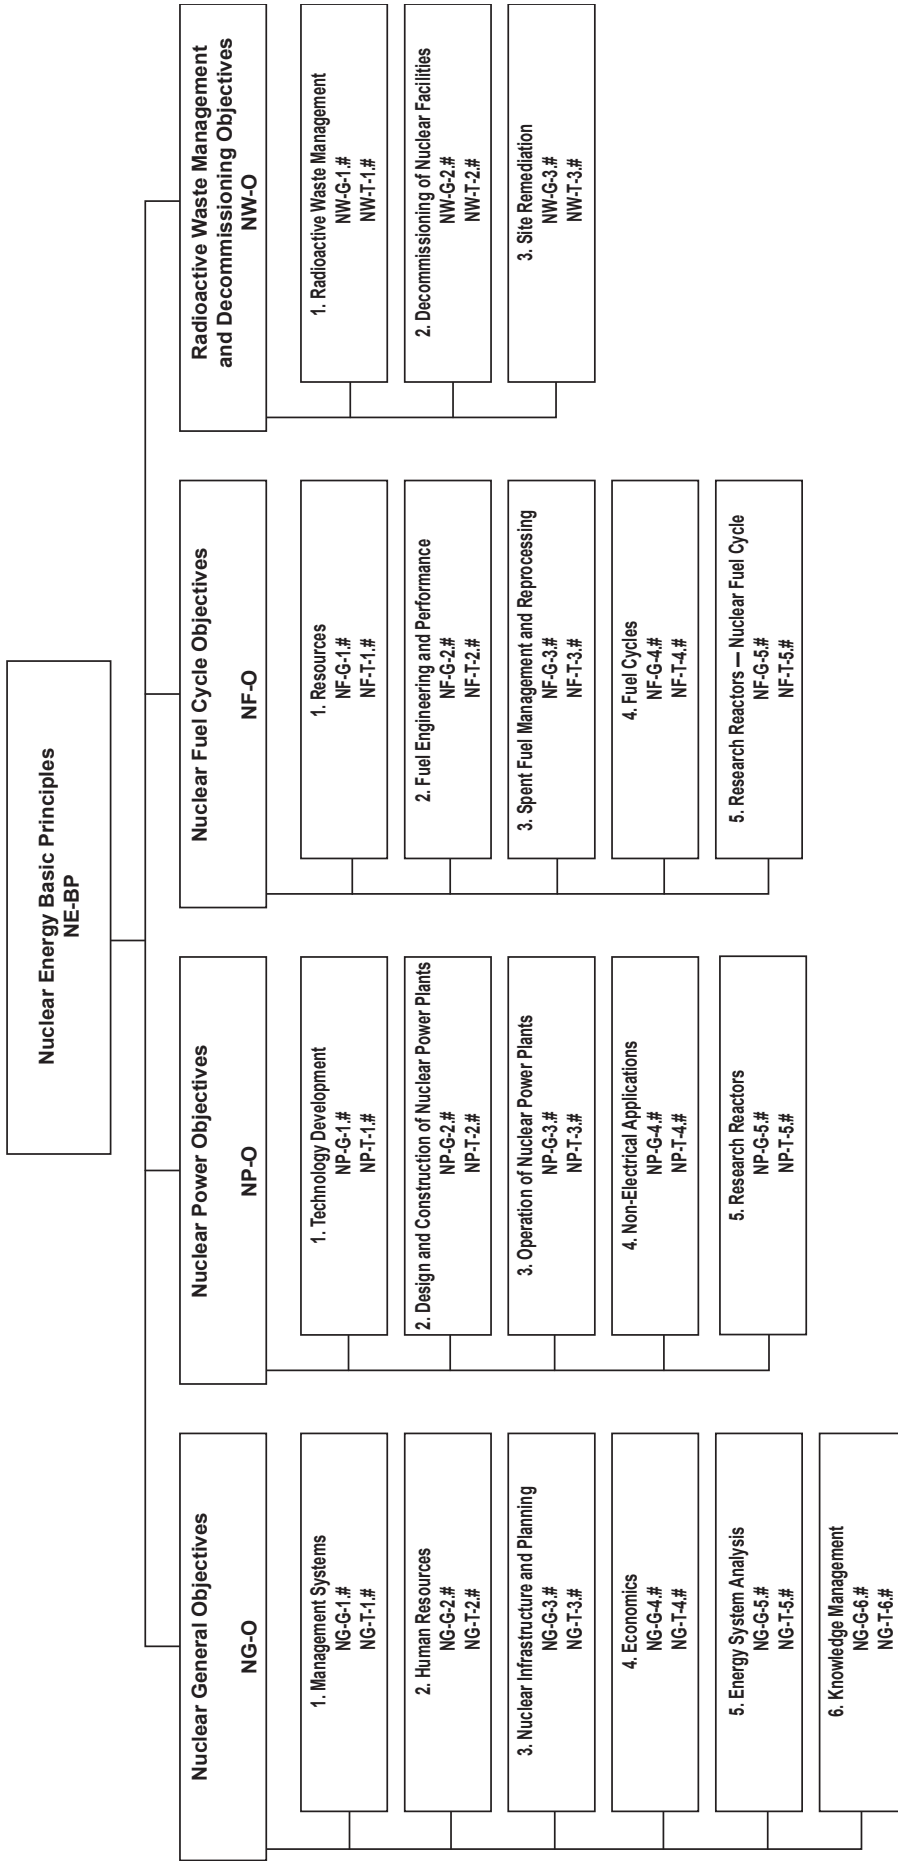 Nuclear Energy Basic Principles
NE-BP
Nuclear General Objectives
NG-O
1. Management Systems
NG-G-1.#
NG-T-1.#
2. Human Resources
NG-G-2.#
NG-T-2.#
3. Nuclear Infrastructure and Planning
NG-G-3.#
NG-T-3.#
4. Economics
NG-G-4.#
NG-T-4.#
5. Energy System Analysis
NG-G-5.#
NG-T-5.#
6. Knowledge Management
NG-G-6.#
NG-T-6.#
Nuclear Power Objectives
NP-O
1. Technology Development
NP-G-1.#
NP-T-1.#
2. Design and Construction of Nuclear Power Plants
NP-G-2.#
NP-T-2.#
3. Operation of Nuclear Power Plants
NP-G-3.#
NP-T-3.#
4. Non-Electrical Applications
NP-G-4.#
NP-T-4.#
5. Research Reactors
NP-G-5.#
NP-T-5.#
Nuclear Fuel Cycle Objectives
NF-O
1. Resources
NF-G-1.#
NF-T-1.#
2. Fuel Engineering and Performance
NF-G-2.#
NF-T-2.#
3. Spent Fuel Management and Reprocessing
NF-G-3.#
NF-T-3.#
4. Fuel Cycles
NF-G-4.#
NF-T-4.#
5. Research Reactors — Nuclear Fuel Cycle
NF-G-5.#
NF-T-5.#
Radioactive Waste Management
and Decommissioning Objectives
NW-O
1. Radioactive Waste Management
NW-G-1.#
NW-T-1.#
2. Decommissioning of Nuclear Facilities
NW-G-2.#
NW-T-2.#
3. Site Remediation
NW-G-3.#
NW-T-3.#